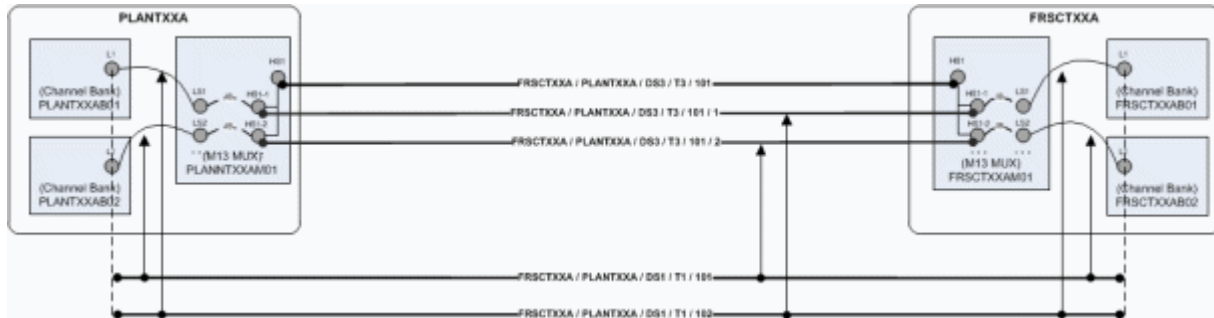 PLANTXXA
FRSCTXXA
L1
(Channel Bank)
PLANTXXAB01
HS1
LS1
HS1-1
LS2
HS1-2
(M13 MUX)
PLANNTXXAM01
L1
(Channel Bank)
PLANTXXAB02
FRSCTXXA / PLANTXXA / DS3 / T3 / 101
FRSCTXXA / PLANTXXA / DS3 / T3 / 101 / 1
FRSCTXXA / PLANTXXA / DS3 / T3 / 101 / 2
HS1
HS1-1
LS1
HS1-2
LS2
(M13 MUX)
FRSCTXXAM01
L1
(Channel Bank)
FRSCTXXAB01
L1
(Channel Bank)
FRSCTXXAB02
FRSCTXXA / PLANTXXA / DS1 / T1 / 101
FRSCTXXA / PLANTXXA / DS1 / T1 / 102